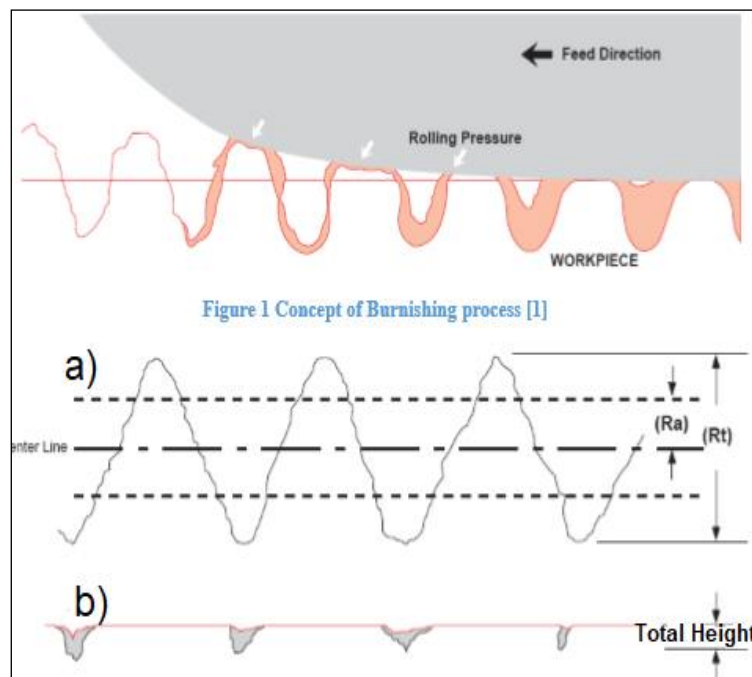 Feed Direction
Rolling Pressure
WORKPIECE
Figure 1 Concept of Burnishing process [1]
a)
(Ra)
(Rt)
enter Line
b)
Total Height